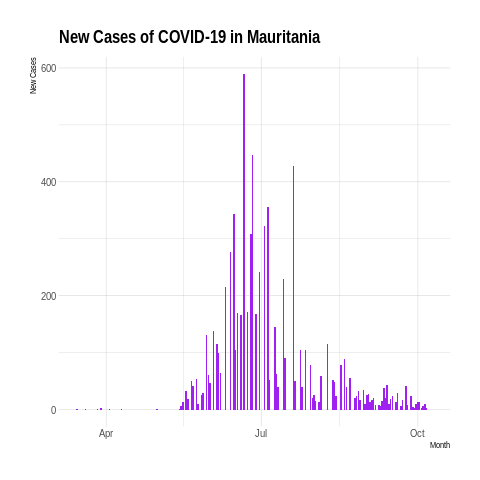 New Cases of COVID-19 in Mauritania
New Cases
600
400
200
0
Apr
Jul
Oct
Month